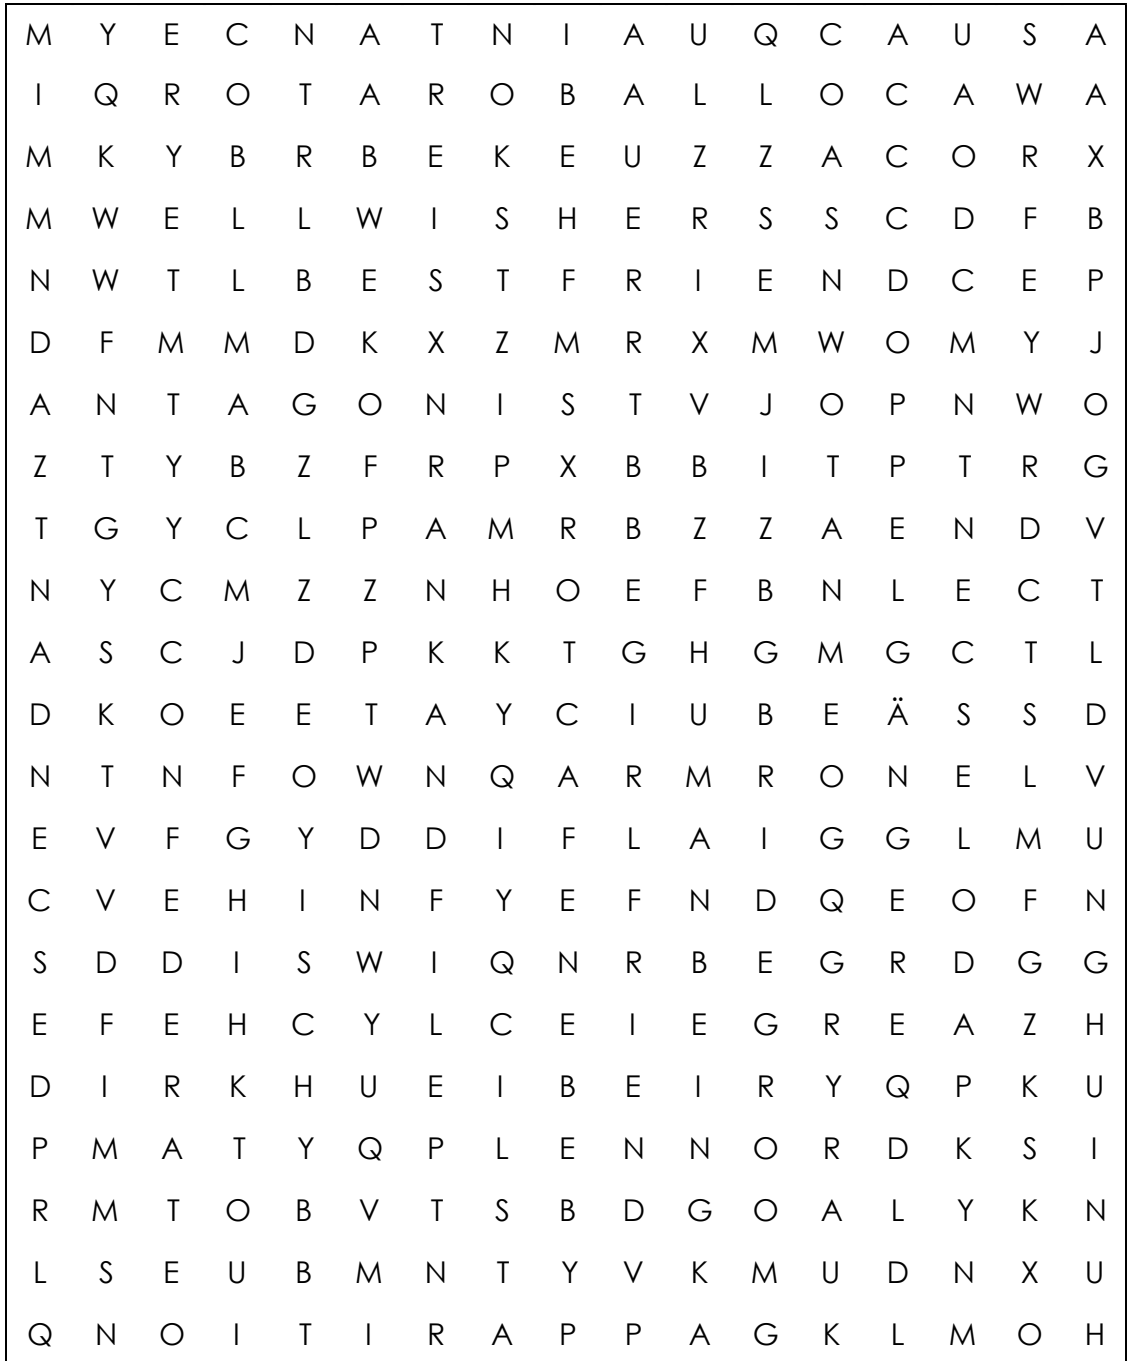 M Y E C N A T N I A U Q C A U S A
I Q R O T A R O B A L L O C A W A
M K Y B R B E K E U Z Z A C O R X
M W E L L W I S H E R S S C D F B
N W T L B E S T F R I E N D C E P
D F M M D K X Z M R X M W O M Y J
A N T A G O N I S T V J O P N W O
Z T Y B Z F R P X B B I T P T R G
T G Y C L P A M R B Z Z A E N D V
N Y C M Z Z N H O E F B N L E C T
A S C J D P K K T G H G M G C T L
D K O E E T A Y C I U B E Ä S S D
N T N F O W N Q A R M R O N E L V
E V F G Y D D I F L A I G G L M U
C V E H I N F Y E F N D Q E O F N
S D D I S W I Q N R B E G R D G G
E F E H C Y L C E I E G R E A Z H
D I R K H U E I B E I R Y Q P K U
P M A T Y Q P L E N N O R D K S I
R M T O B V T S B D G O A L Y K N
L S E U B M N T Y V K M U D N X U
Q N O I T I R A P P A G K L M O H